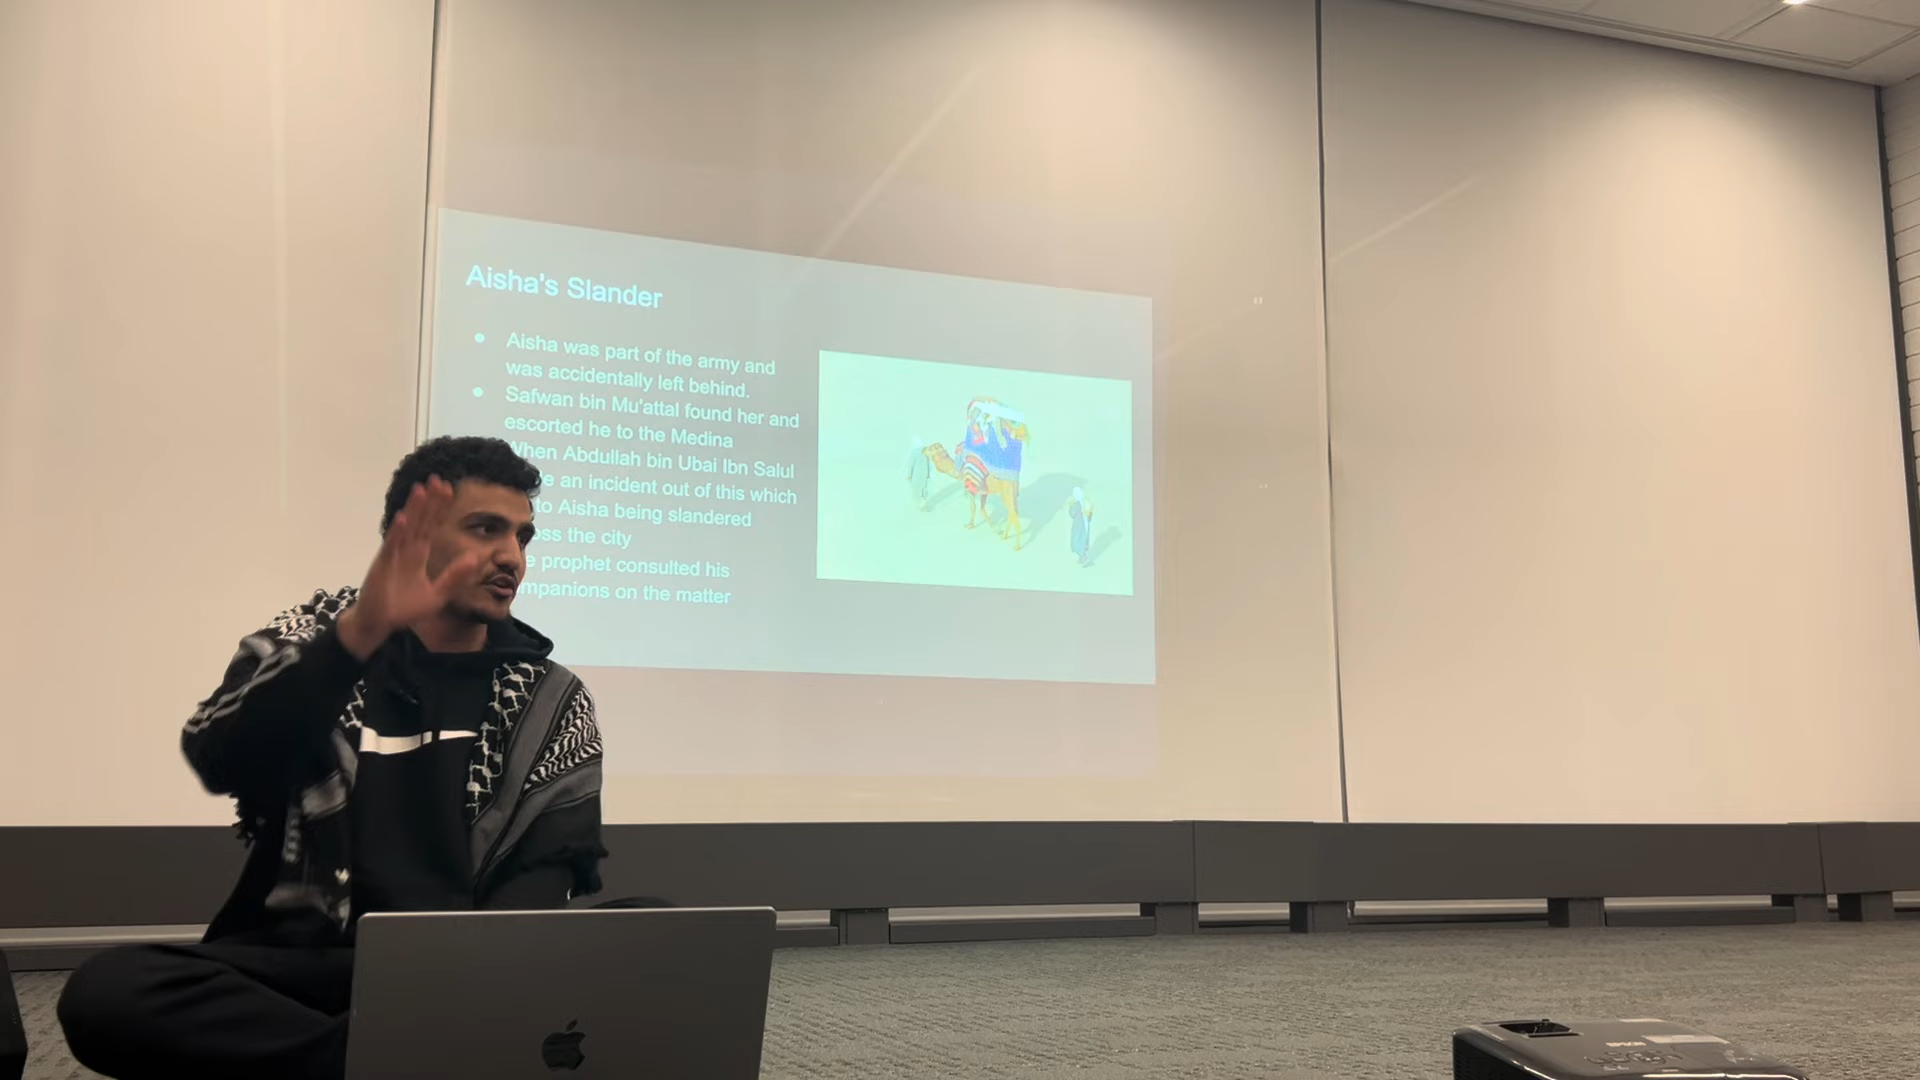 Aisha's Slander
Aisha was part of the army and
was accidentally left behind.
Safwan bin Mu'attal found her and
escorted he to the Medina
When Abdullah bin Ubai Ibn Salul
an incident out of this which
to Aisha being slandered
the city
prophet consulted his
on the matter
EPSON